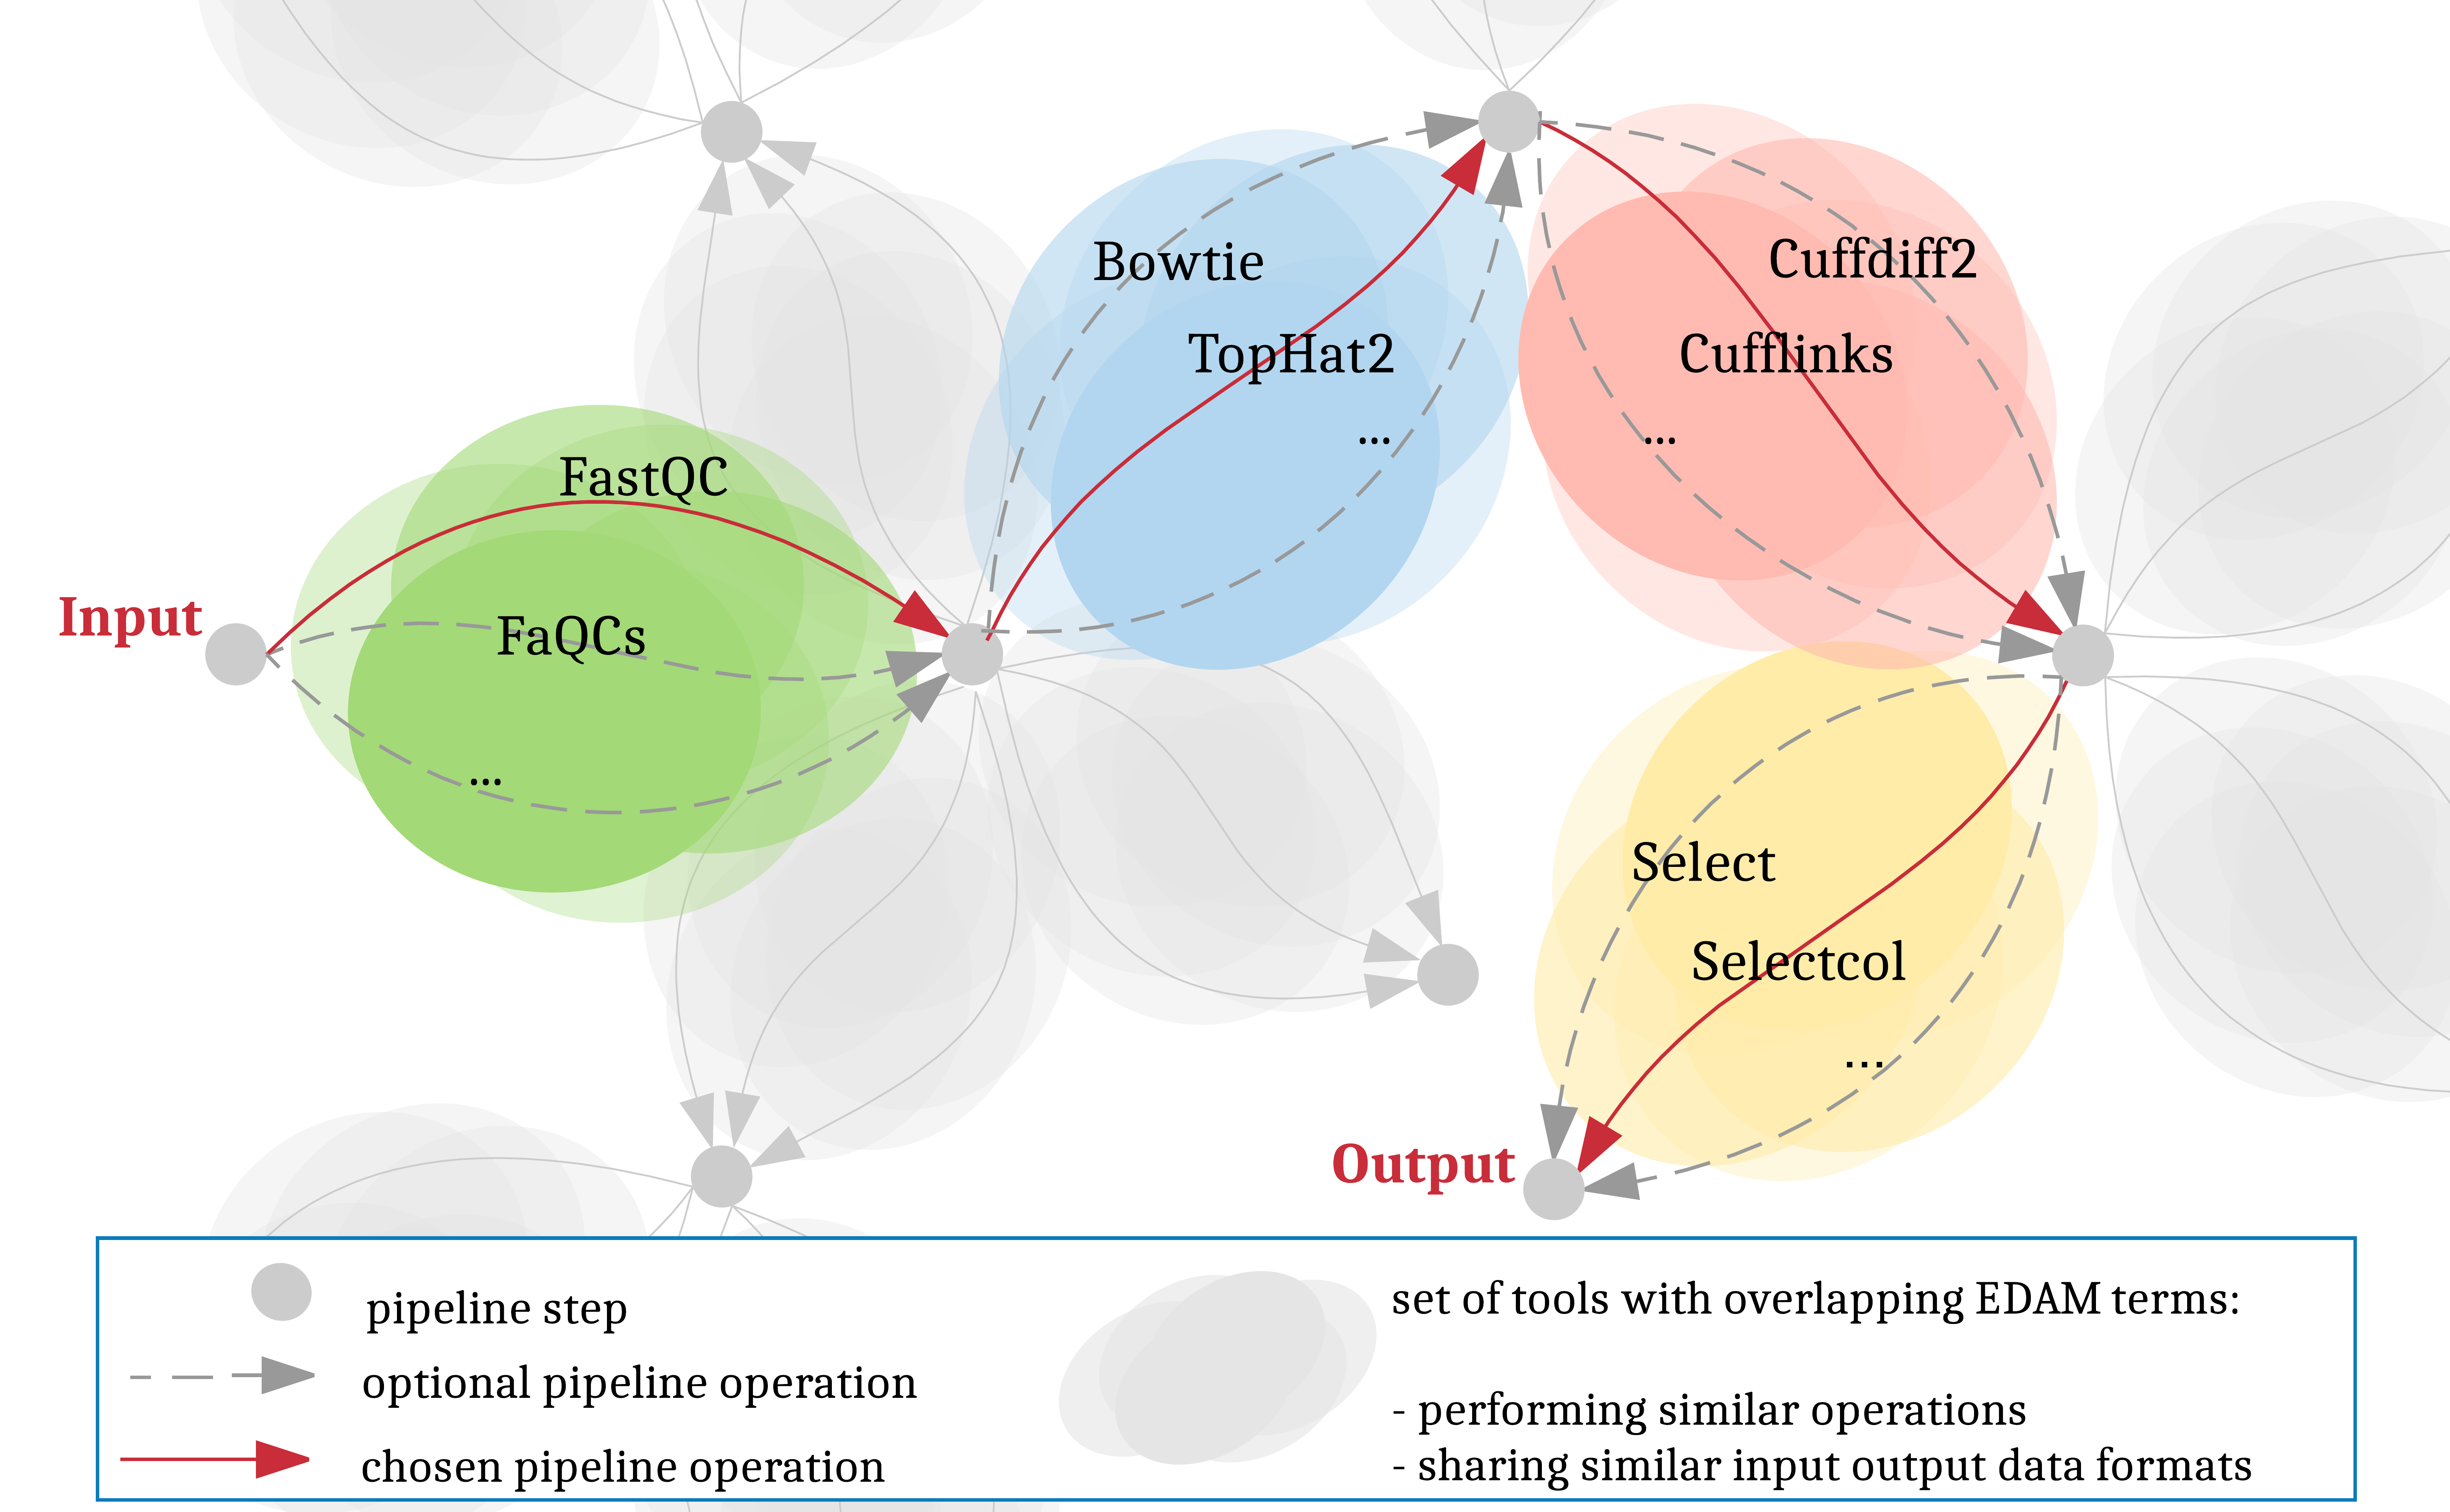 Bowtie
TopHat2
...
Cuffdiff2
Cufflinks
...
FastQC
FaQCs
...
Input
Select
Selectcol
...
Output
pipeline step
optional pipeline operation
chosen pipeline operation
set of tools with overlapping EDAM terms:
- performing similar operations
- sharing similar input output data formats